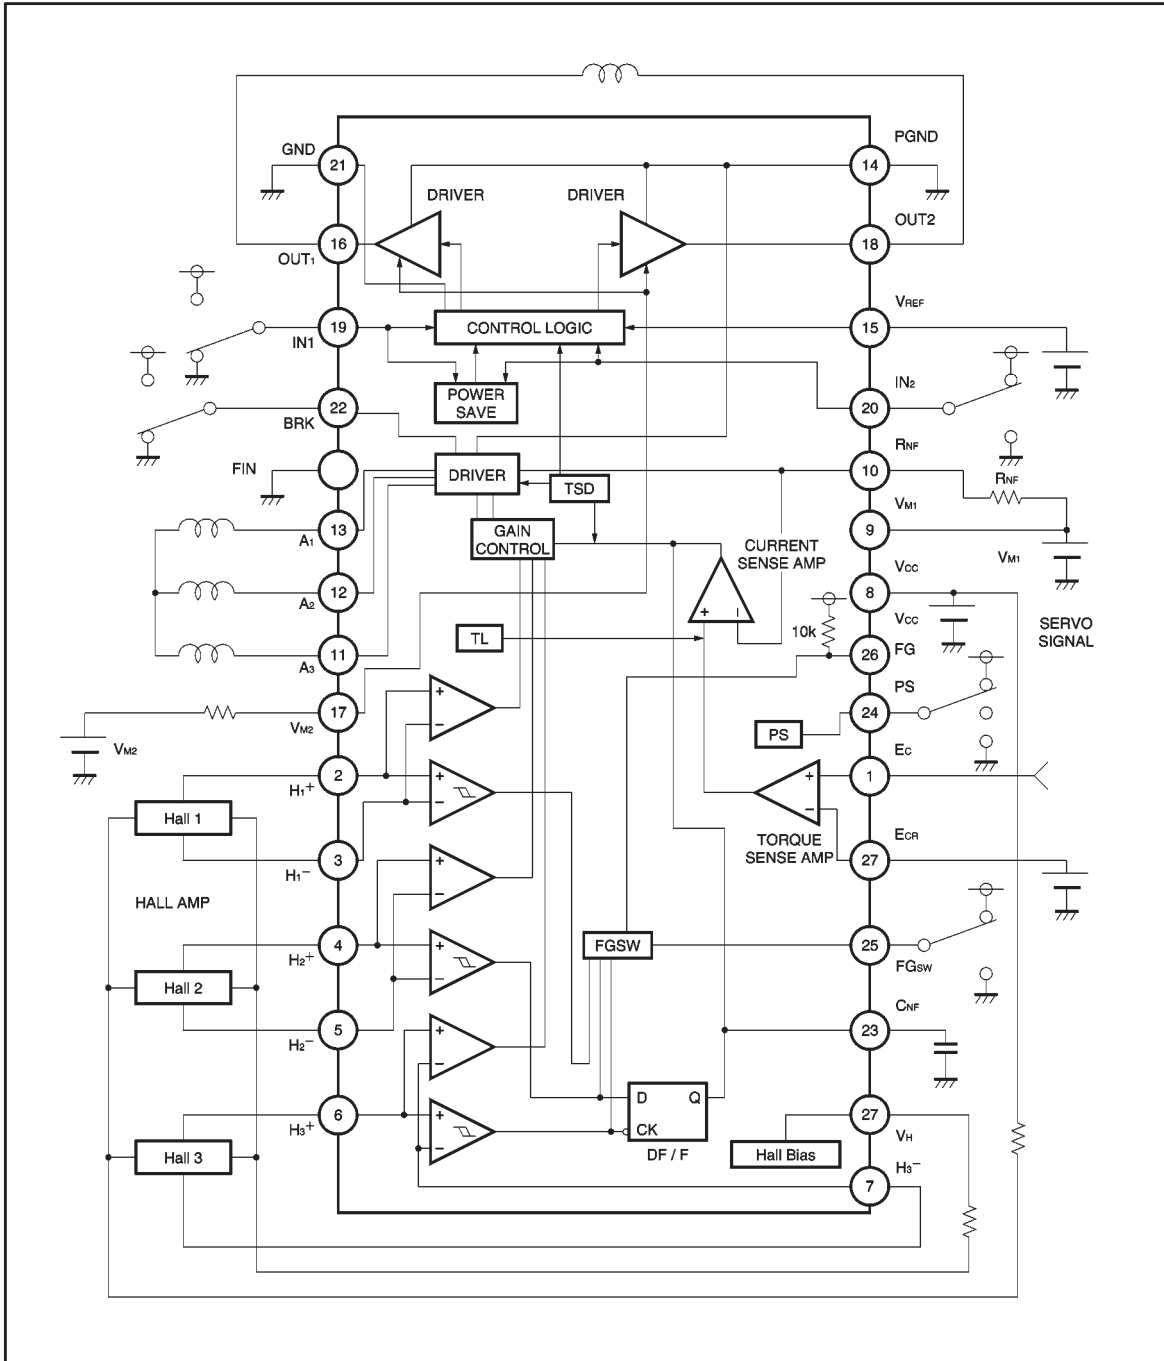 GND
21
PGND
14
DRIVER
DRIVER
OUT2
16
18
OUT1
VREF
19
CONTROL LOGIC
15
IN1
IN2
POWER
SAVE
22
20
BRK
RNF
FIN
DRIVER
10
RNF
TSD
VM1
13
GAIN
CONTROL
9
A1
CURRENT
SENSE AMP
VM1
VCC
12
8
A2
+
−
VCC
SERVO
SIGNAL
TL
10k
11
26
FG
A3
PS
17
+
−
24
VM2
VM2
PS
EC
2
+
−
+
−
1
H1+
Hall 1
TORQUE
SENSE AMP
ECR
3
+
−
27
H1−
HALL AMP
4
+
−
FGSW
25
H2+
FGSW
Hall 2
CNF
5
+
−
23
H2−
D
Q
6
+
−
CK
27
H3+
DF / F
VH
Hall 3
Hall Bias
H3−
7